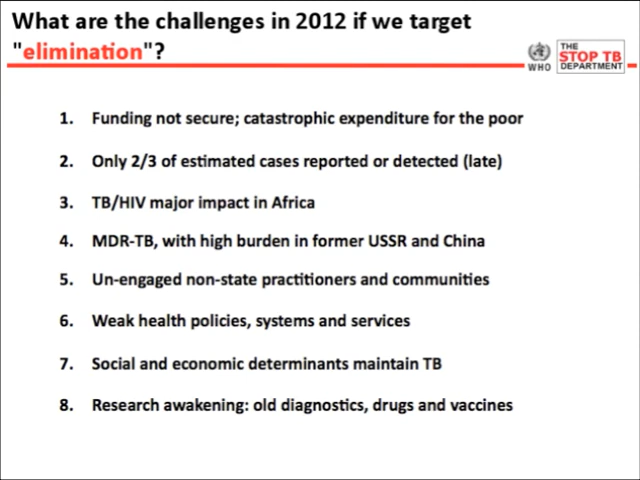 What are the challenges in 2012 if we target
"elimination"?
WHO
THE
STOP TB
DEPARTMENT
1. Funding not secure; catastrophic expenditure for the poor
2. Only 2/3 of estimated cases reported or detected (late)
3. TB/HIV major impact in Africa
4. MDR-TB, with high burden in former USSR and China
5. Un-engaged non-state practitioners and communities
6. Weak health policies, systems and services
7. Social and economic determinants maintain TB
8. Research awakening: old diagnostics, drugs and vaccines